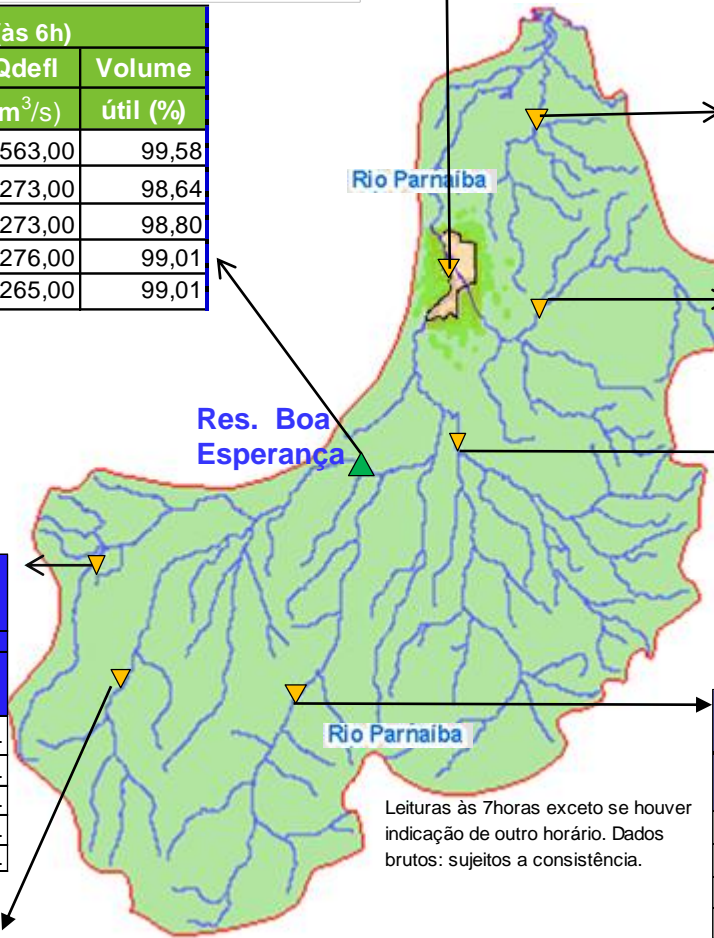 (às 6h)
Qdefl Volume
(m³/s) útil (%)
563,00 99,58
273,00 98,64
273,00 98,80
276,00 99,01
265,00 99,01
Rio Parnaíba
Res. Boa
Esperança
Rio Parnaíba
Leituras às 7horas exceto se houver
indicação de outro horário. Dados
brutos: sujeitos a consistência.